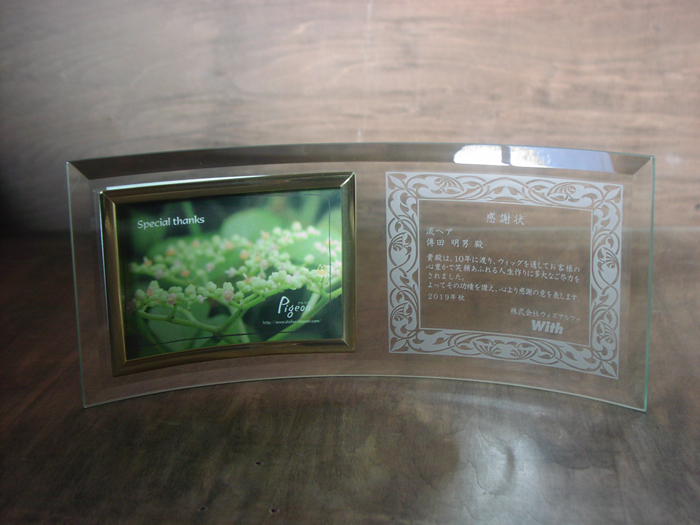 Special thanks
Pigeon
感謝状
流ヘア
傳田 明男 殿
貴殿は、10年に渡り、ウィッグを通してお客様の
心豊かで笑顔あふれる人生作りに多大なご尽力を
されました。
よってその功績を讃え、心より感謝の意を表します
2019年秋
株式会社ウィズアルファ
With